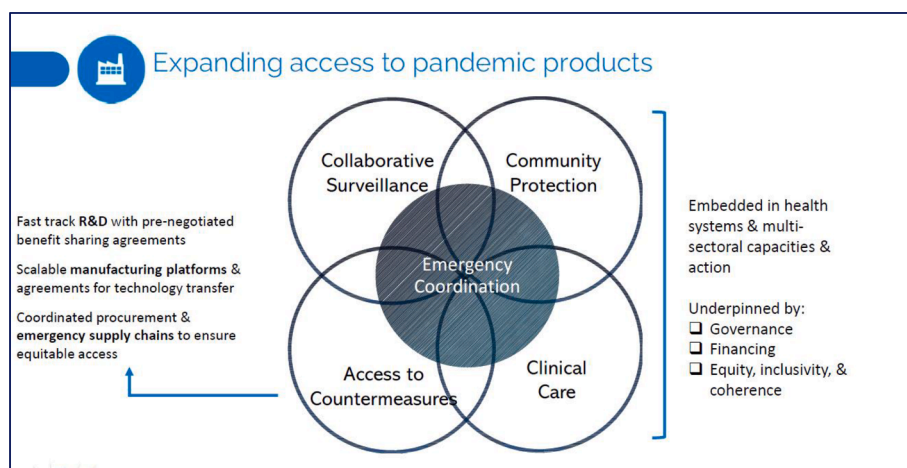 Expanding access to pandemic products
Collaborative
Surveillance
Community
Protection
Fast track R&D with pre-negotiated
benefit sharing agreements
Scalable manufacturing platforms &
agreements for technology transfer
Coordinated procurement &
emergency supply chains to ensure
equitable access
Emergency
Coordination
Access to
Countermeasures
Clinical
Care
Embedded in health
systems & multi-
sectoral capacities &
action
Underpinned by:
❑ Governance
❑ Financing
❑ Equity, inclusivity, &
coherence